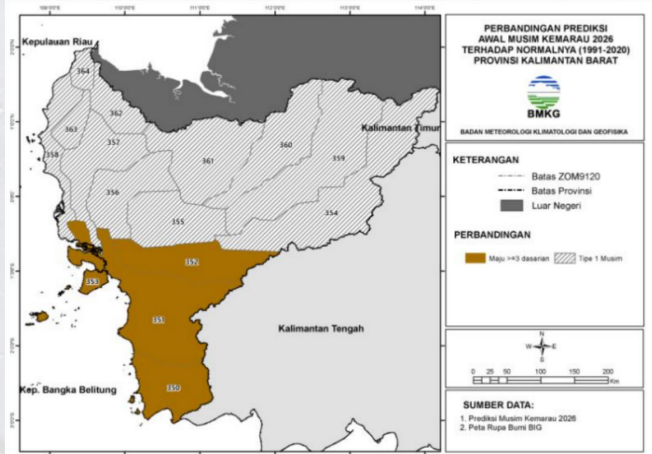 PERBANDINGAN PREDIKSI
AWAL MUSIM KEMARAU 2026
TERHADAP NORMALNYA (1991-2020)
PROVINSI KALIMANTAN BARAT
BMKG
BADAN METEOROLOGI KLIMATOLOGI DAN GEOFISIKA
KETERANGAN
Batas ZOM9120
Batas Provinsi
Luar Negeri
PERBANDINGAN
Maju >=3 dasarian
Tipe 1 Musim
N
W E
S
0 25 50 100 150 200
Km
SUMBER DATA:
1. Prediksi Musim Kemarau 2026
2. Peta Rupa Bumi BIG
Kepulauan Riau
Kalimantan Timur
Kalimantan Tengah
Kep. Bangka Belitung
364
362
363
357
358
361
360
359
356
355
354
352
353
351
350